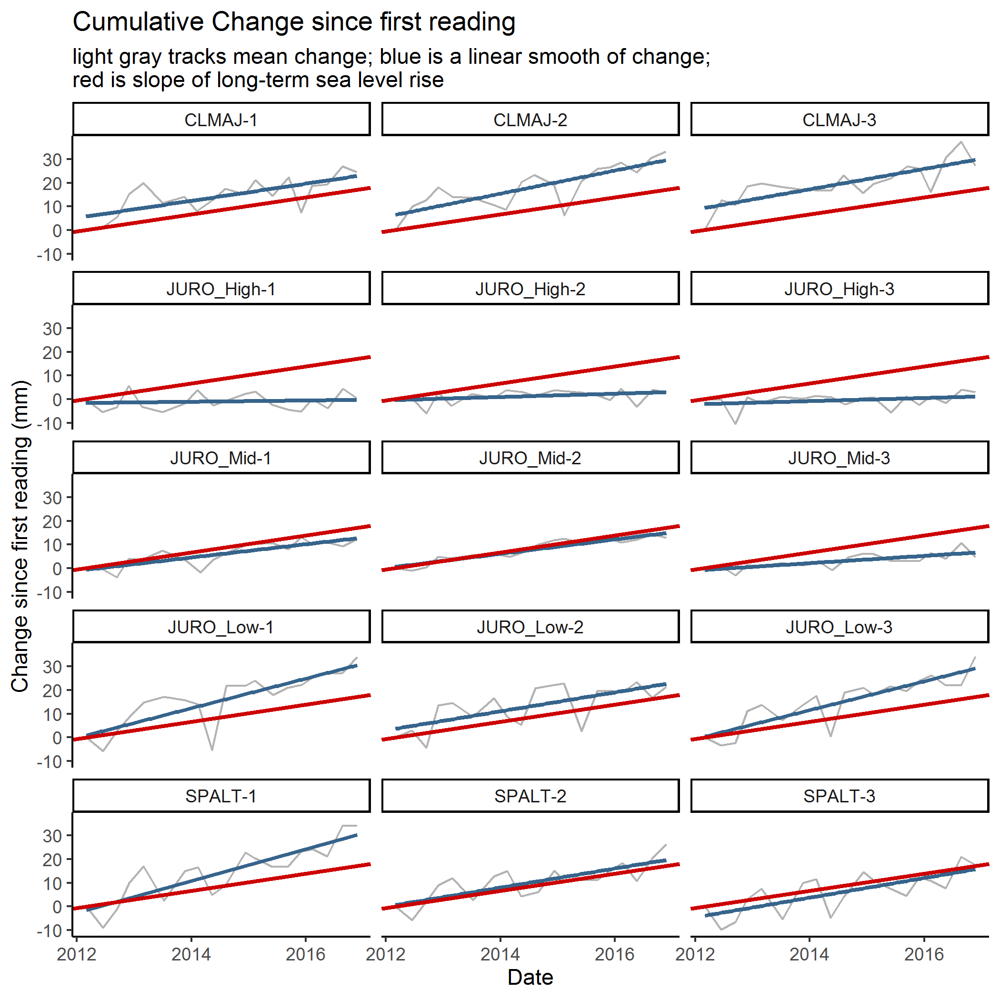 Cumulative Change since first reading
light gray tracks mean change; blue is a linear smooth of change;
red is slope of long-term sea level rise
CLMAJ-1 CLMAJ-2 CLMAJ-3
30
20
10
0
-10
JURO_High-1 JURO_High-2 JURO_High-3
30
20
10
0
-10
JURO_Mid-1 JURO_Mid-2 JURO_Mid-3
30
20
10
0
-10
JURO_Low-1 JURO_Low-2 JURO_Low-3
30
20
10
0
-10
SPALT-1 SPALT-2 SPALT-3
30
20
10
0
-10
Change since first reading (mm)
2012 2014 2016 2012 2014 2016 2012 2014 2016
Date